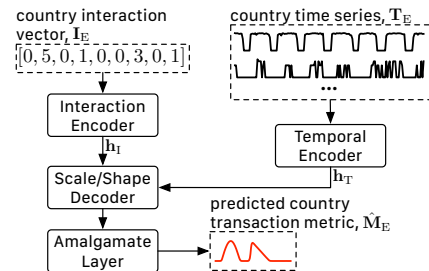 country interaction
vector, I_E
[0, 5, 0, 1, 0, 0, 3, 0, 1]
country time series, T_E
...
Interaction
Encoder
h_I
Temporal
Encoder
h_T
Scale/Shape
Decoder
predicted country
transaction metric, M̂_E
Amalgamate
Layer